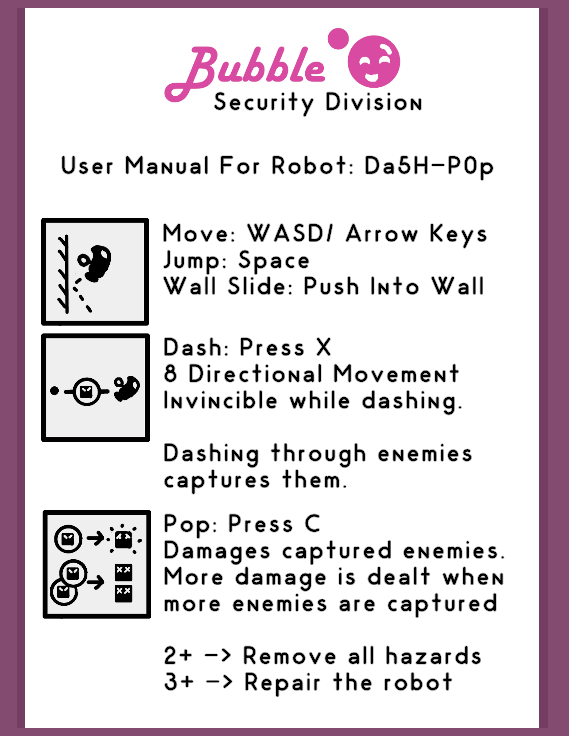 Bubble
Security Division
User Manual For Robot: Da5H-P0p
Move: WASD/ Arrow Keys
Jump: Space
Wall Slide: Push Into Wall
Dash: Press X
8 Directional Movement
Invincible while dashing.
Dashing through enemies
captures them.
Pop: Press C
Damages captured enemies.
More damage is dealt when
more enemies are captured
2+ -> Remove all hazards
3+ -> Repair the robot